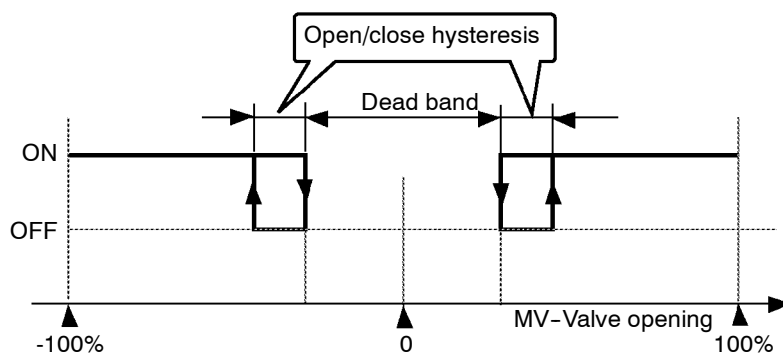 Open/close hysteresis
Dead band
ON
OFF
MV-Valve opening
-100%
0
100%